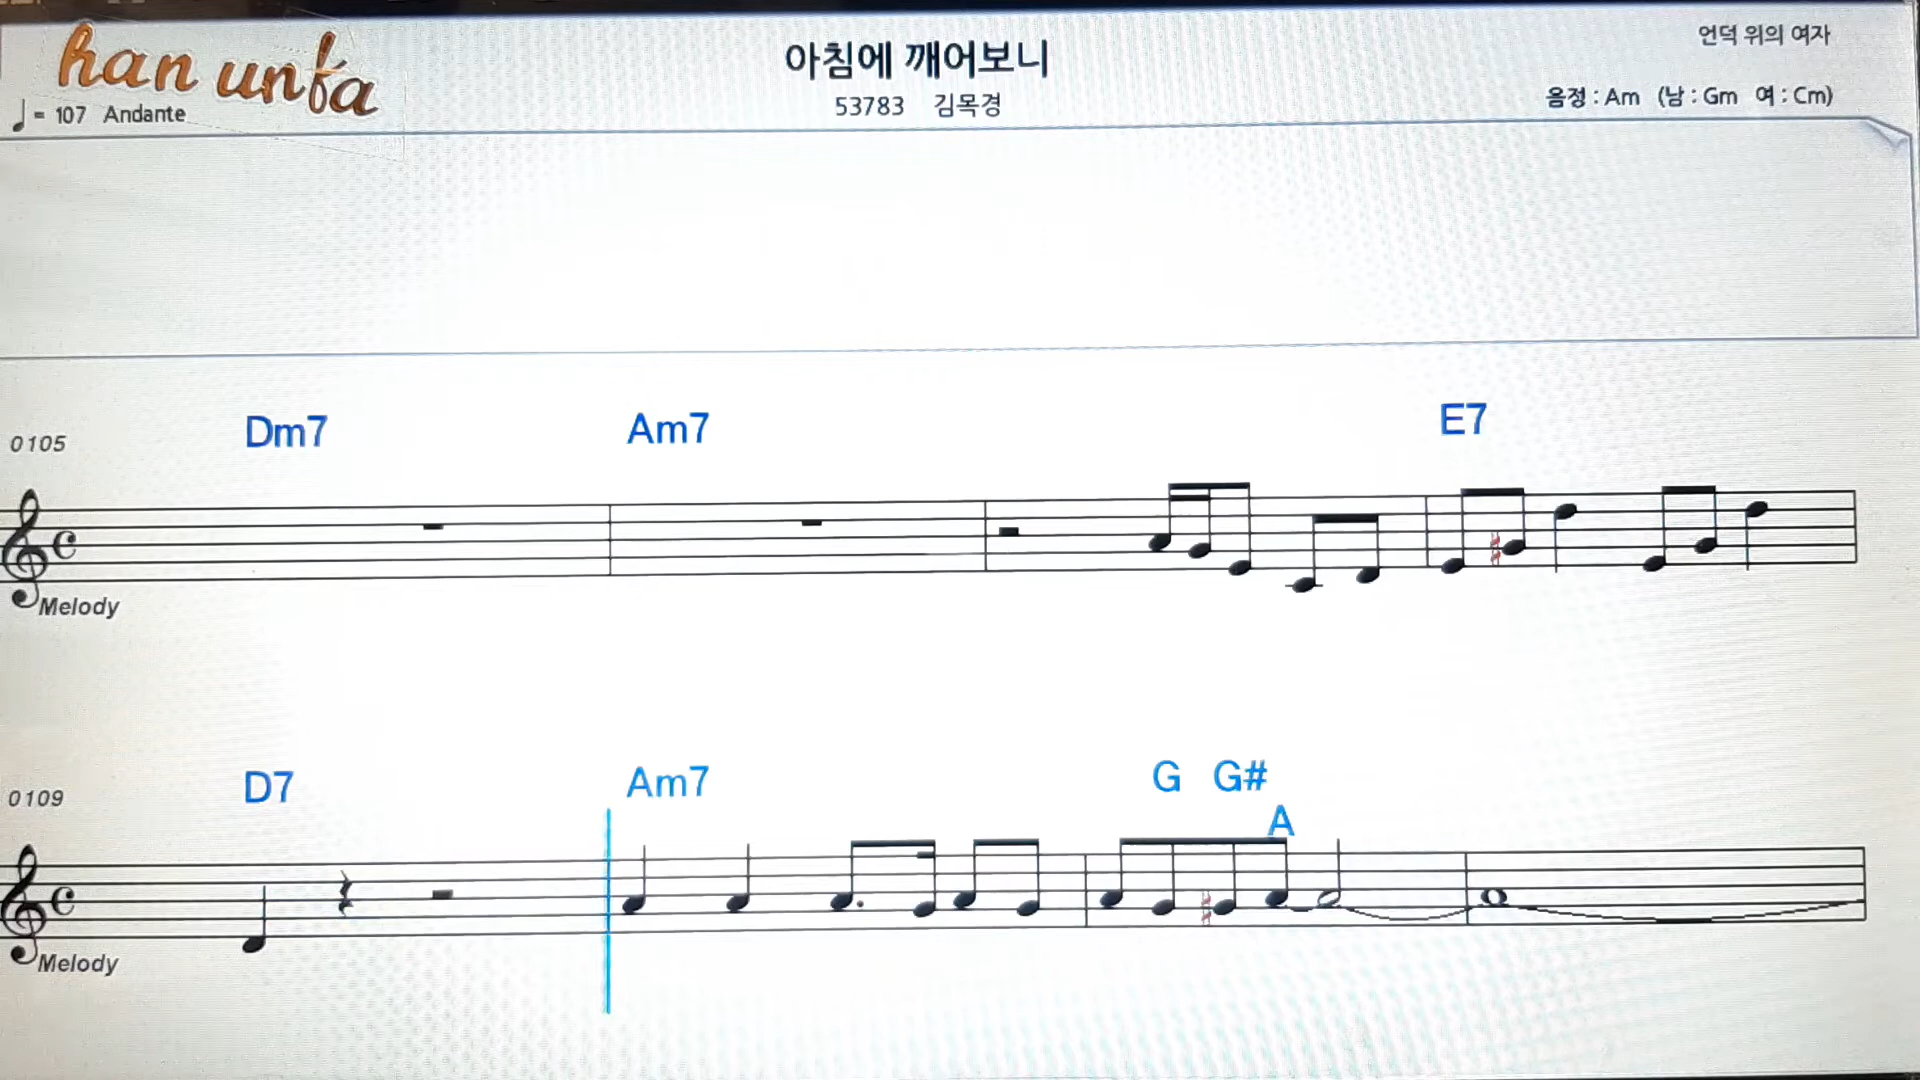 han unfa
♩= 107 Andante
아침에 깨어보니
53783 김목경
언덕 위의 여자
음정 : Am (남 : Gm 여 : Cm)
0105
Dm7 Am7 E7
Melody
0109
D7 Am7 G G#
A
Melody